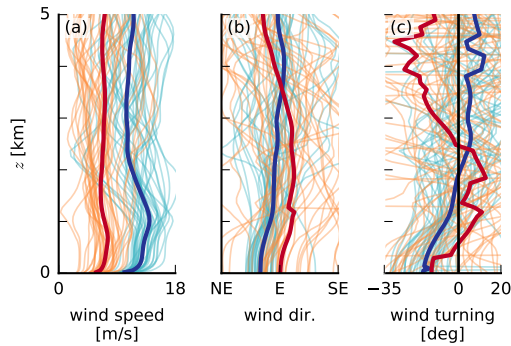 5
(a)
(b)
(c)
z [km]
0
0
18
NE
E
SE
−35
0
20
wind speed
[m/s]
wind dir.
wind turning
[deg]